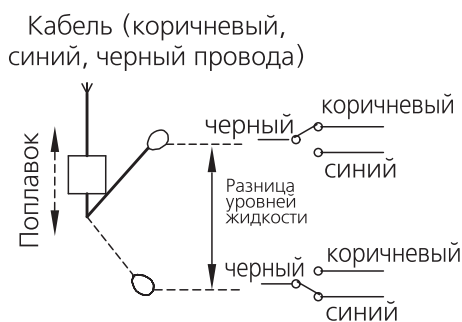 Кабель (коричневый,
синий, черный провода)
Поплавок
черный
коричневый
синий
Разница
уровней
жидкости
черный
коричневый
синий